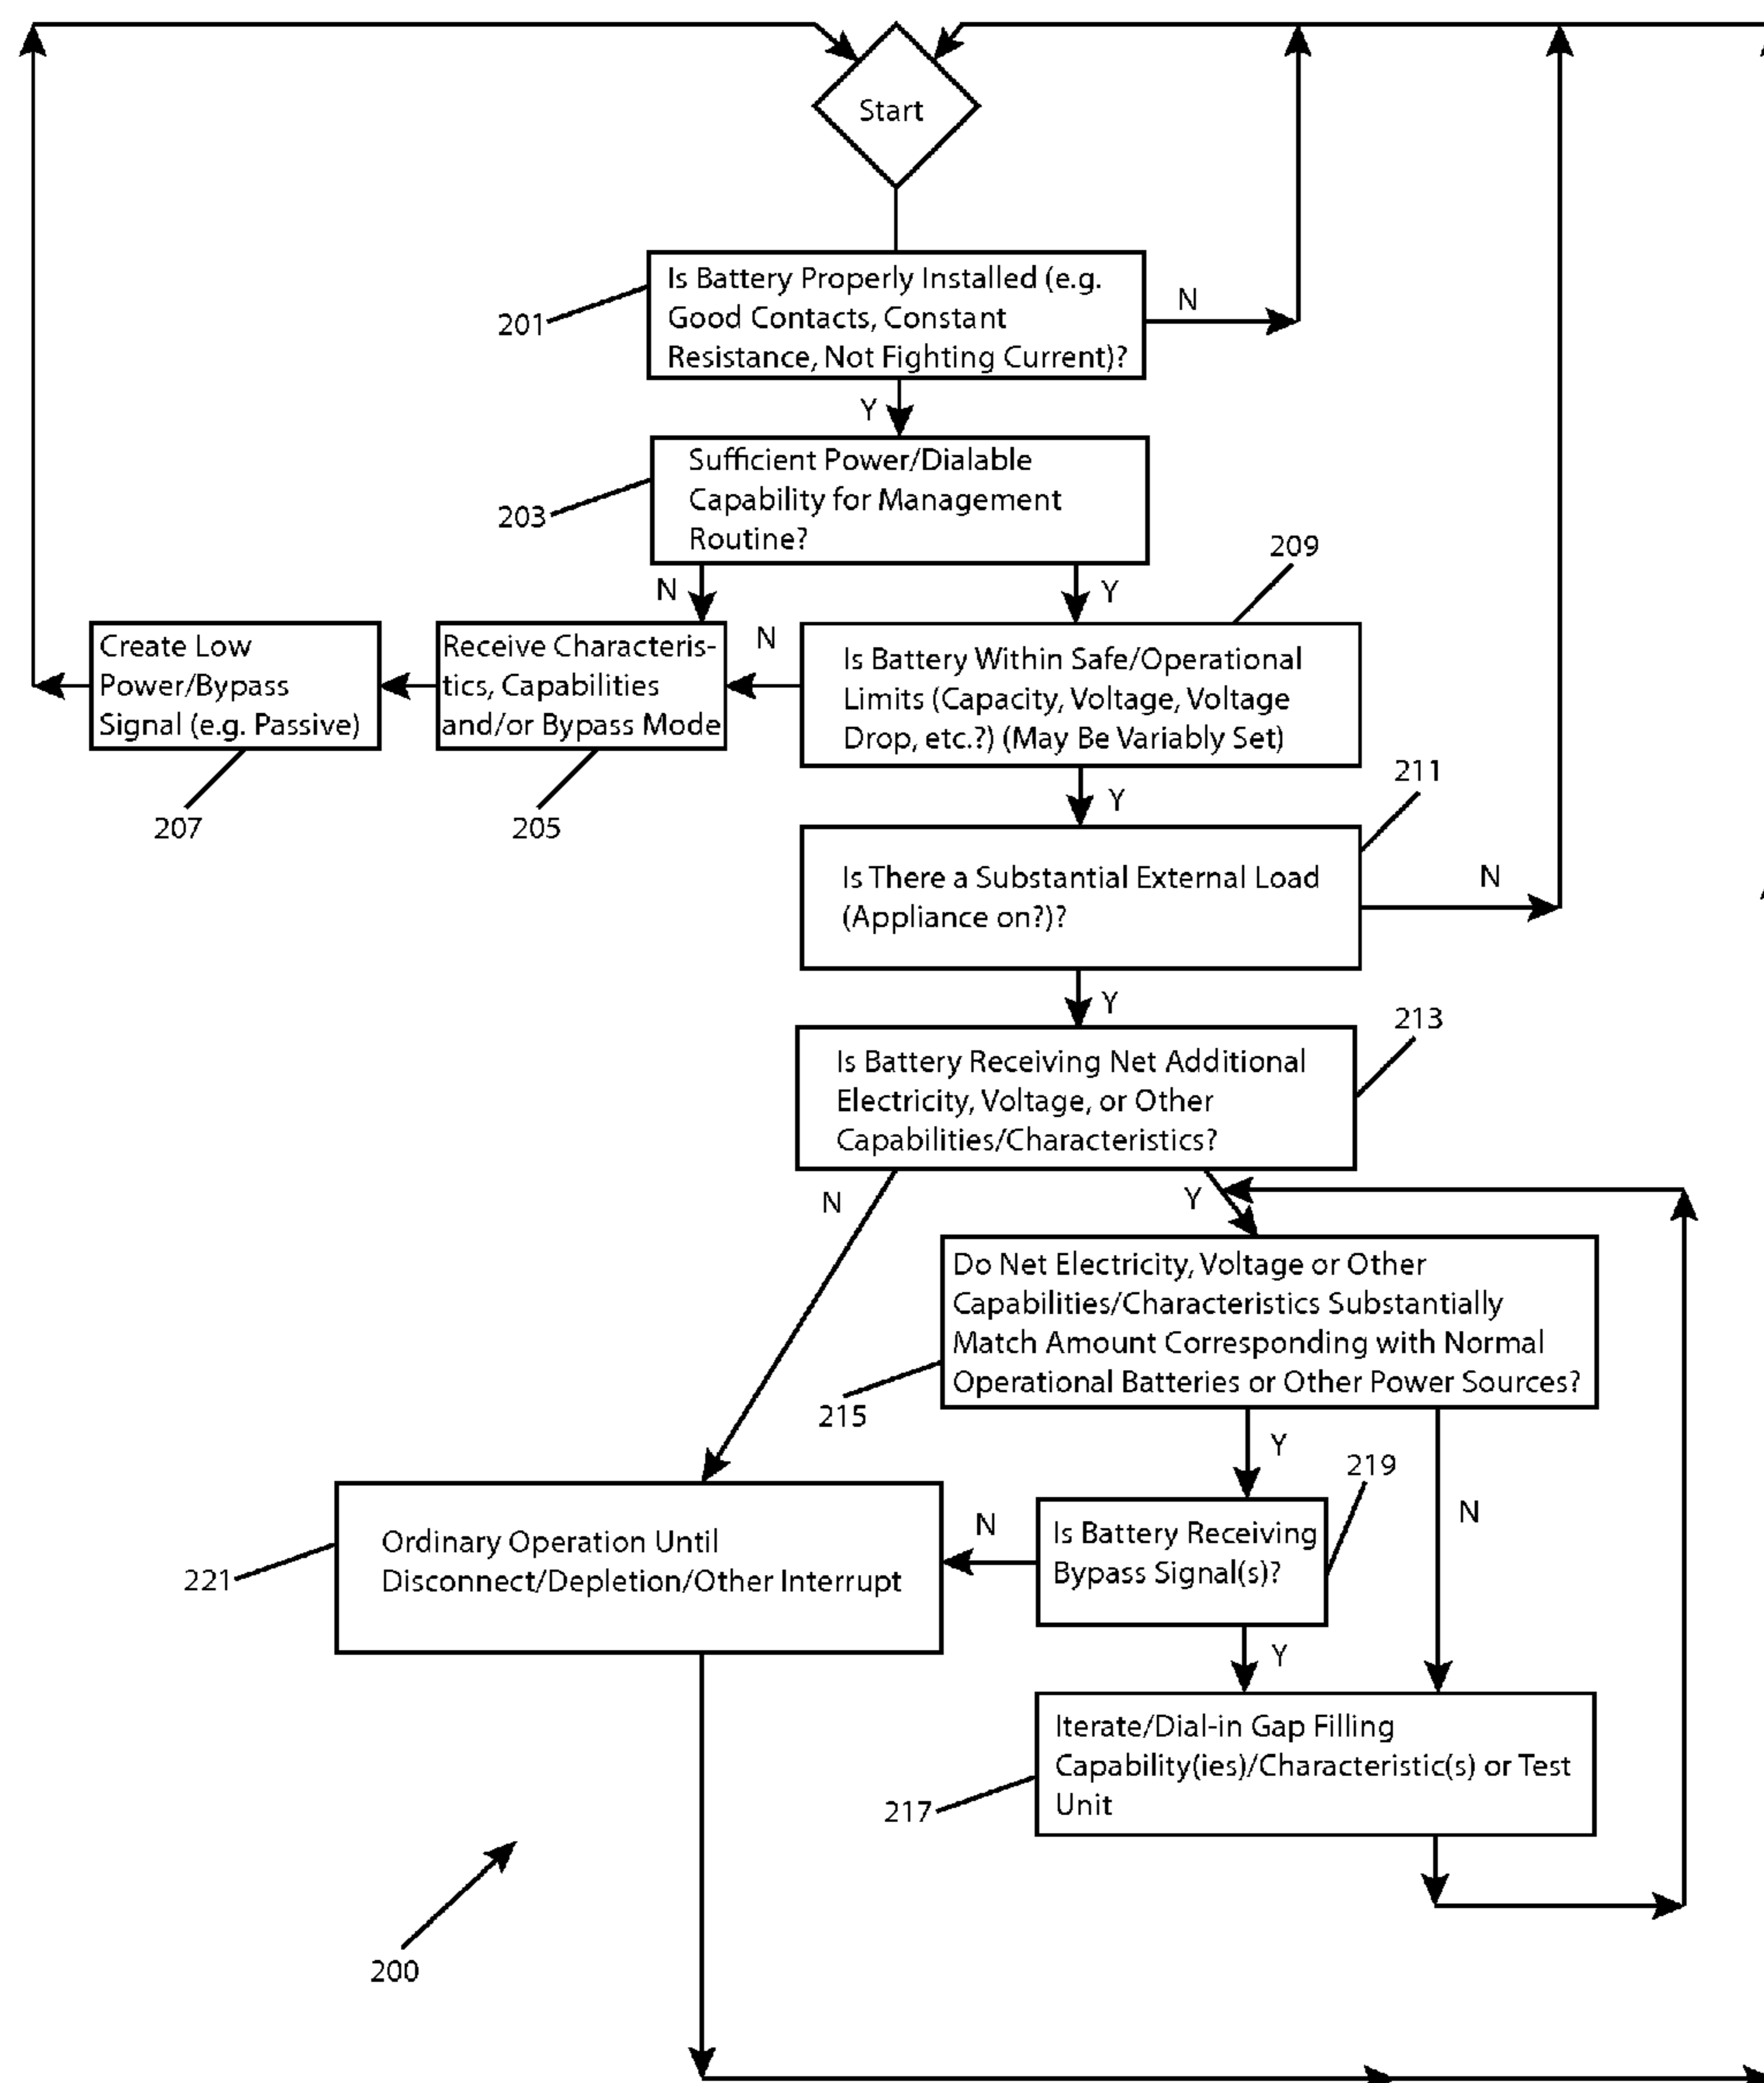 Start
Is Battery Properly Installed (e.g.
Good Contacts, Constant
Resistance, Not Fighting Current)?
N
201
Y
Sufficient Power/Dialable
Capability for Management
Routine?
203
209
N
Y
Create Low
Power/Bypass
Signal (e.g. Passive)
Receive Characteris-
tics, Capabilities
and/or Bypass Mode
N
Is Battery Within Safe/Operational
Limits (Capacity, Voltage, Voltage
Drop, etc.?) (May Be Variably Set)
207
205
Y
211
Is There a Substantial External Load
(Appliance on?)?
N
Y
213
Is Battery Receiving Net Additional
Electricity, Voltage, or Other
Capabilities/Characteristics?
N
Y
Do Net Electricity, Voltage or Other
Capabilities/Characteristics Substantially
Match Amount Corresponding with Normal
Operational Batteries or Other Power Sources?
215
Y
219
N
Ordinary Operation Until
Disconnect/Depletion/Other Interrupt
221
N
Is Battery Receiving
Bypass Signal(s)?
Y
Iterate/Dial-in Gap Filling
Capability(ies)/Characteristic(s) or Test
Unit
217
200